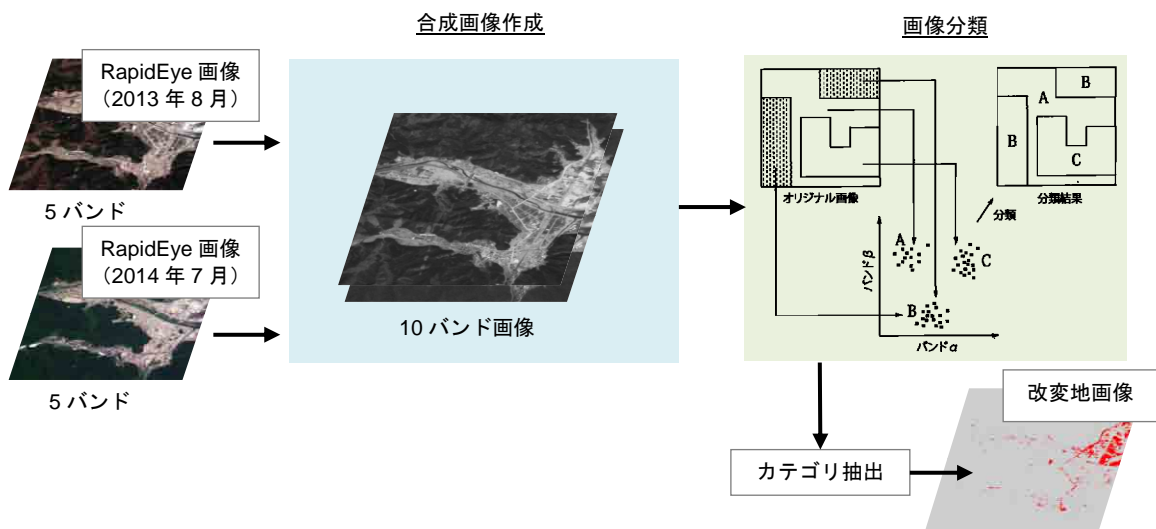 合成画像作成
画像分類
RapidEye 画像
（2013 年 8 月）
5 バンド
RapidEye 画像
（2014 年 7 月）
5 バンド
10 バンド画像
オリジナル画像
B
A
B
C
分類結果
分類
A
C
B
バンドβ
バンドα
カテゴリ抽出
改変地画像